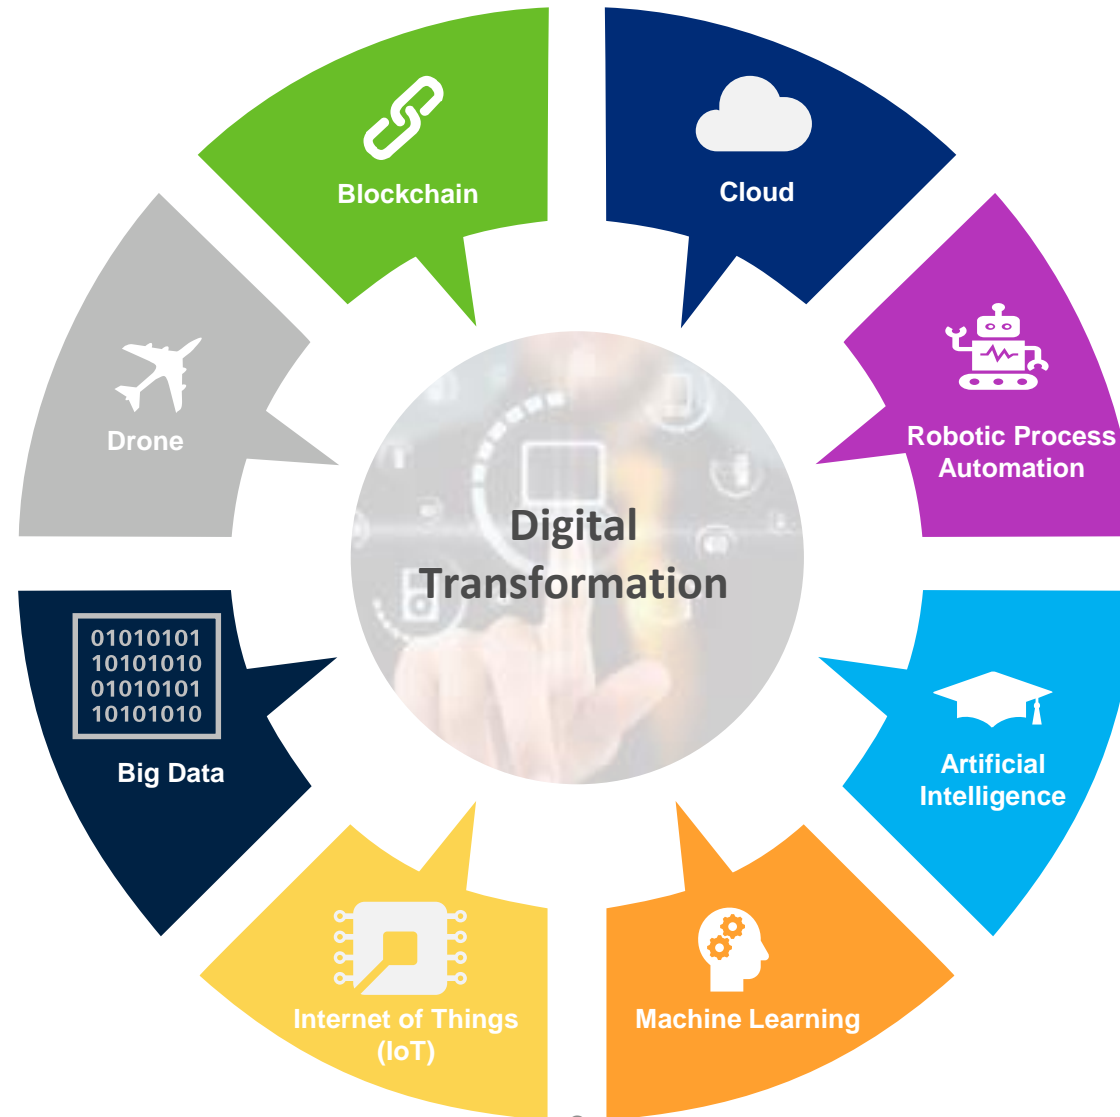 Blockchain
Cloud
Drone
Robotic Process
Automation
Digital
Transformation
01010101
10101010
01010101
10101010
Big Data
Artificial
Intelligence
Internet of Things
(IoT)
Machine Learning